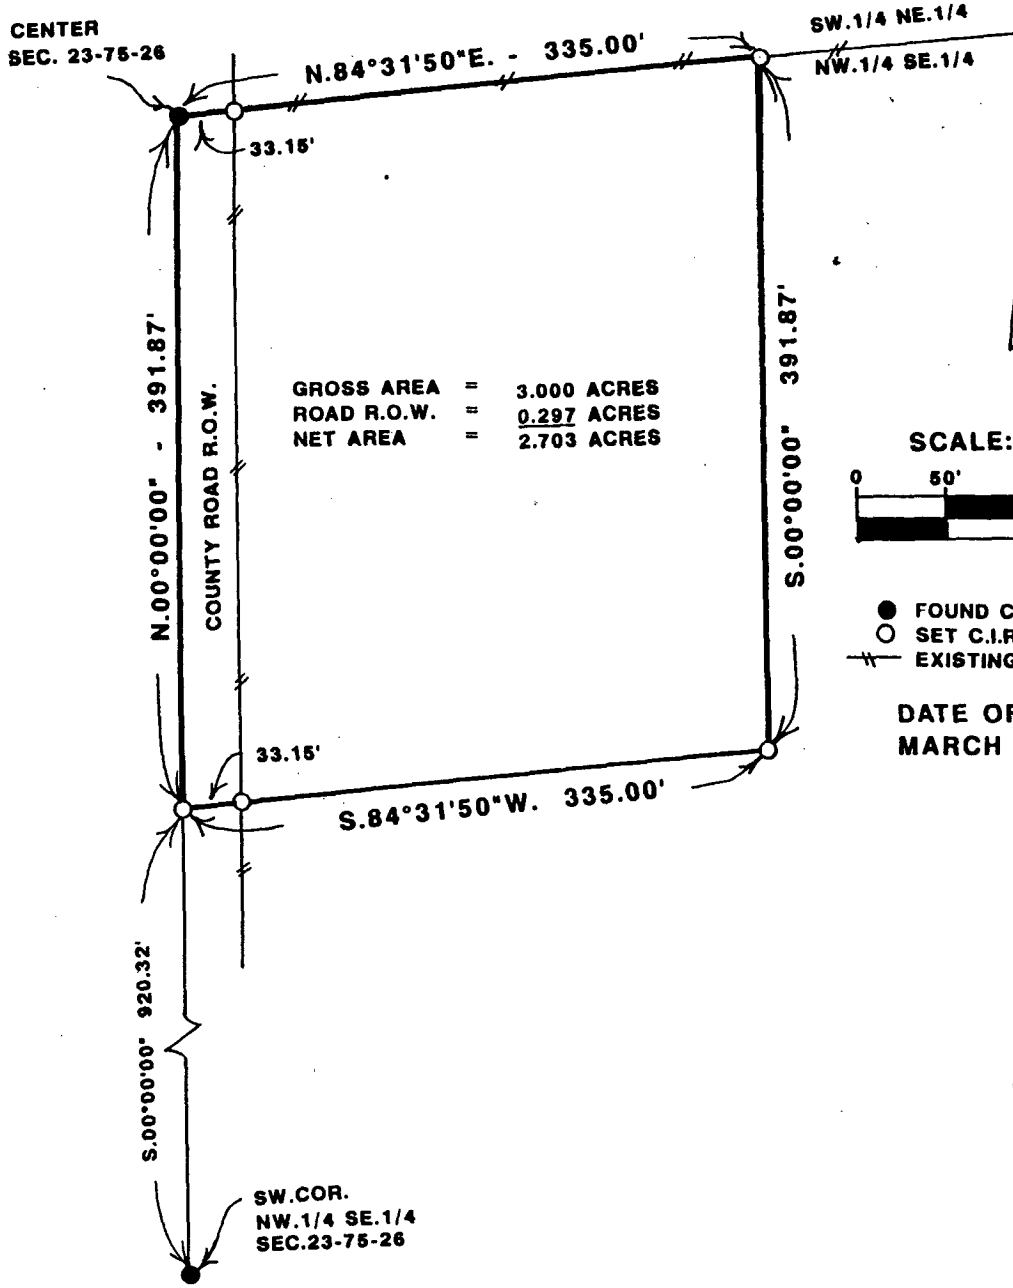 CENTER
SEC. 23-75-26
N.84°31'50"E. - 335.00'
SW.1/4 NE.1/4
NW.1/4 SE.1/4
33.15'
N.00°00'00" - 391.87'
COUNTY ROAD R.O.W.
GROSS AREA = 3.000 ACRES
ROAD R.O.W. = 0.297 ACRES
NET AREA = 2.703 ACRES
S.00°00'00" 391.87'
SCALE:
0 50'
FOUND C
SET C.I.R
EXISTING
DATE OF
MARCH
33.15'
S.84°31'50"W. 335.00'
S.00°00'00" 920.32'
SW.COR.
NW.1/4 SE.1/4
SEC.23-75-26